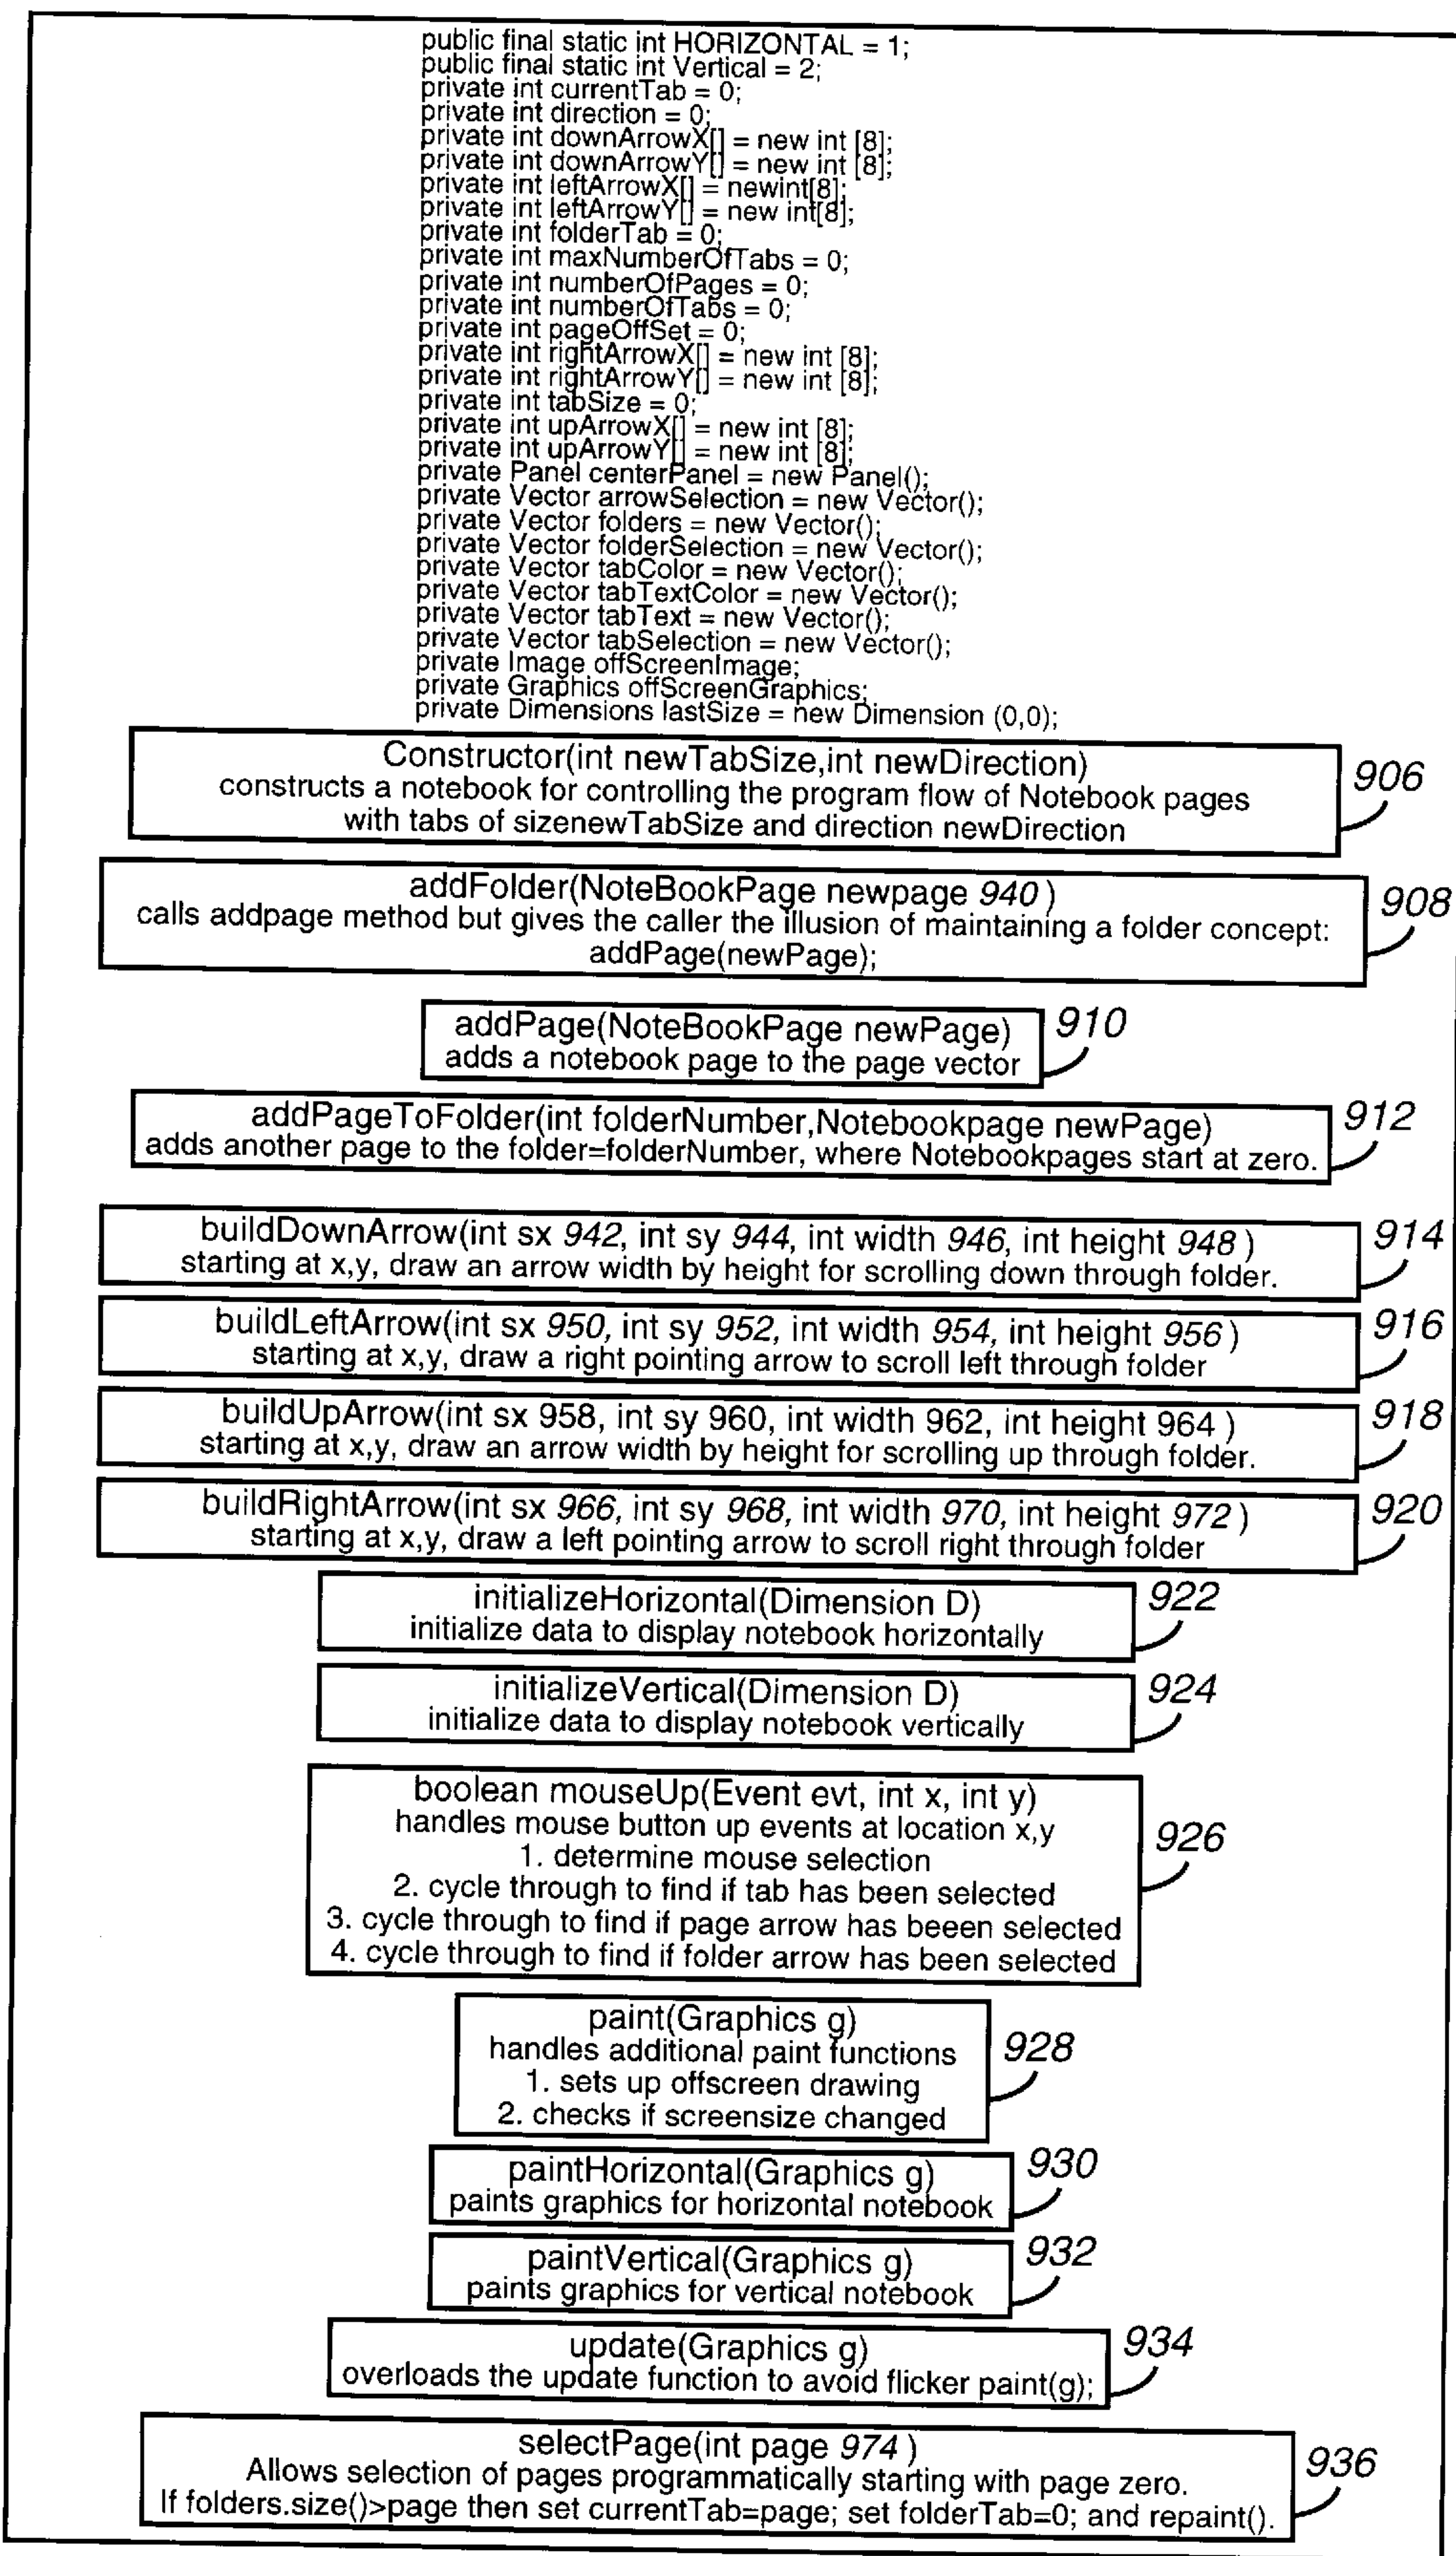 public final static int HORIZONTAL = 1;
public final static int Vertical = 2;
private int currentTab = 0;
private int direction = 0;
private int downArrowX[] = new int [8];
private int downArrowY[] = new int [8];
private int leftArrowX[] = newint[8];
private int leftArrowY[] = new int[8];
private int folderTab = 0;
private int maxNumberOfTabs = 0;
private int numberOfPages = 0;
private int numberOfTabs = 0;
private int pageOffSet = 0;
private int rightArrowX[] = new int [8];
private int rightArrowY[] = new int [8];
private int tabSize = 0;
private int upArrowX[] = new int [8];
private int upArrowY[] = new int [8];
private Panel centerPanel = new Panel();
private Vector arrowSelection = new Vector();
private Vector folders = new Vector();
private Vector folderSelection = new Vector();
private Vector tabColor = new Vector();
private Vector tabTextColor = new Vector();
private Vector tabText = new Vector();
private Vector tabSelection = new Vector();
private Image offScreenImage;
private Graphics offScreenGraphics;
private Dimensions lastSize = new Dimension (0,0);
Constructor(int newTabSize,int newDirection)
constructs a notebook for controlling the program flow of Notebook pages
with tabs of sizenewTabSize and direction newDirection
906
addFolder(NoteBookPage newpage 940 )
calls addpage method but gives the caller the illusion of maintaining a folder concept:
addPage(newPage);
908
addPage(NoteBookPage newPage)
adds a notebook page to the page vector
910
addPageToFolder(int folderNumber,Notebookpage newPage)
adds another page to the folder=folderNumber, where Notebookpages start at zero.
912
buildDownArrow(int sx 942, int sy 944, int width 946, int height 948 )
starting at x,y, draw an arrow width by height for scrolling down through folder.
914
buildLeftArrow(int sx 950, int sy 952, int width 954, int height 956 )
starting at x,y, draw a right pointing arrow to scroll left through folder
916
buildUpArrow(int sx 958, int sy 960, int width 962, int height 964 )
starting at x,y, draw an arrow width by height for scrolling up through folder.
918
buildRightArrow(int sx 966, int sy 968, int width 970, int height 972 )
starting at x,y, draw a left pointing arrow to scroll right through folder
920
initializeHorizontal(Dimension D)
initialize data to display notebook horizontally
922
initializeVertical(Dimension D)
initialize data to display notebook vertically
924
boolean mouseUp(Event evt, int x, int y)
handles mouse button up events at location x,y
1. determine mouse selection
2. cycle through to find if tab has been selected
3. cycle through to find if page arrow has beeen selected
4. cycle through to find if folder arrow has been selected
926
paint(Graphics g)
handles additional paint functions
1. sets up offscreen drawing
2. checks if screensize changed
928
paintHorizontal(Graphics g)
paints graphics for horizontal notebook
930
paintVertical(Graphics g)
paints graphics for vertical notebook
932
update(Graphics g)
overloads the update function to avoid flicker paint(g);
934
selectPage(int page 974 )
Allows selection of pages programmatically starting with page zero.
If folders.size()>page then set currentTab=page; set folderTab=0; and repaint().
936